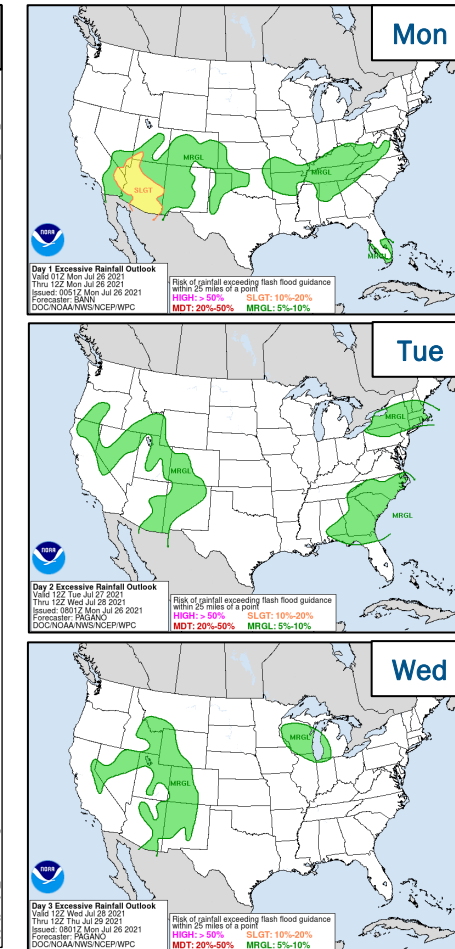 Mon
MRGL
SLGT
MRGL
MRGL
NOAA
Day 1 Excessive Rainfall Outlook
Valid 01Z Mon Jul 26 2021
Thru 12Z Mon Jul 26 2021
Issued: 0051Z Mon Jul 26 2021
Forecaster: BANN
DOC/NOAA/NWS/NCEP/WPC
Risk of rainfall exceeding flash flood guidance
within 25 miles of a point
HIGH: > 50% SLGT: 10%-20%
MDT: 20%-50% MRGL: 5%-10%
Tue
MRGL
MRGL
MRGL
NOAA
Day 2 Excessive Rainfall Outlook
Valid 12Z Tue Jul 27 2021
Thru 12Z Wed Jul 28 2021
Issued: 0801Z Mon Jul 26 2021
Forecaster: PAGANO
DOC/NOAA/NWS/NCEP/WPC
Risk of rainfall exceeding flash flood guidance
within 25 miles of a point
HIGH: > 50% SLGT: 10%-20%
MDT: 20%-50% MRGL: 5%-10%
Wed
MRGL
MRGL
NOAA
Day 3 Excessive Rainfall Outlook
Valid 12Z Wed Jul 28 2021
Thru 12Z Thu Jul 29 2021
Issued: 0801Z Mon Jul 26 2021
Forecaster: PAGANO
DOC/NOAA/NWS/NCEP/WPC
Risk of rainfall exceeding flash flood guidance
within 25 miles of a point
HIGH: > 50% SLGT: 10%-20%
MDT: 20%-50% MRGL: 5%-10%